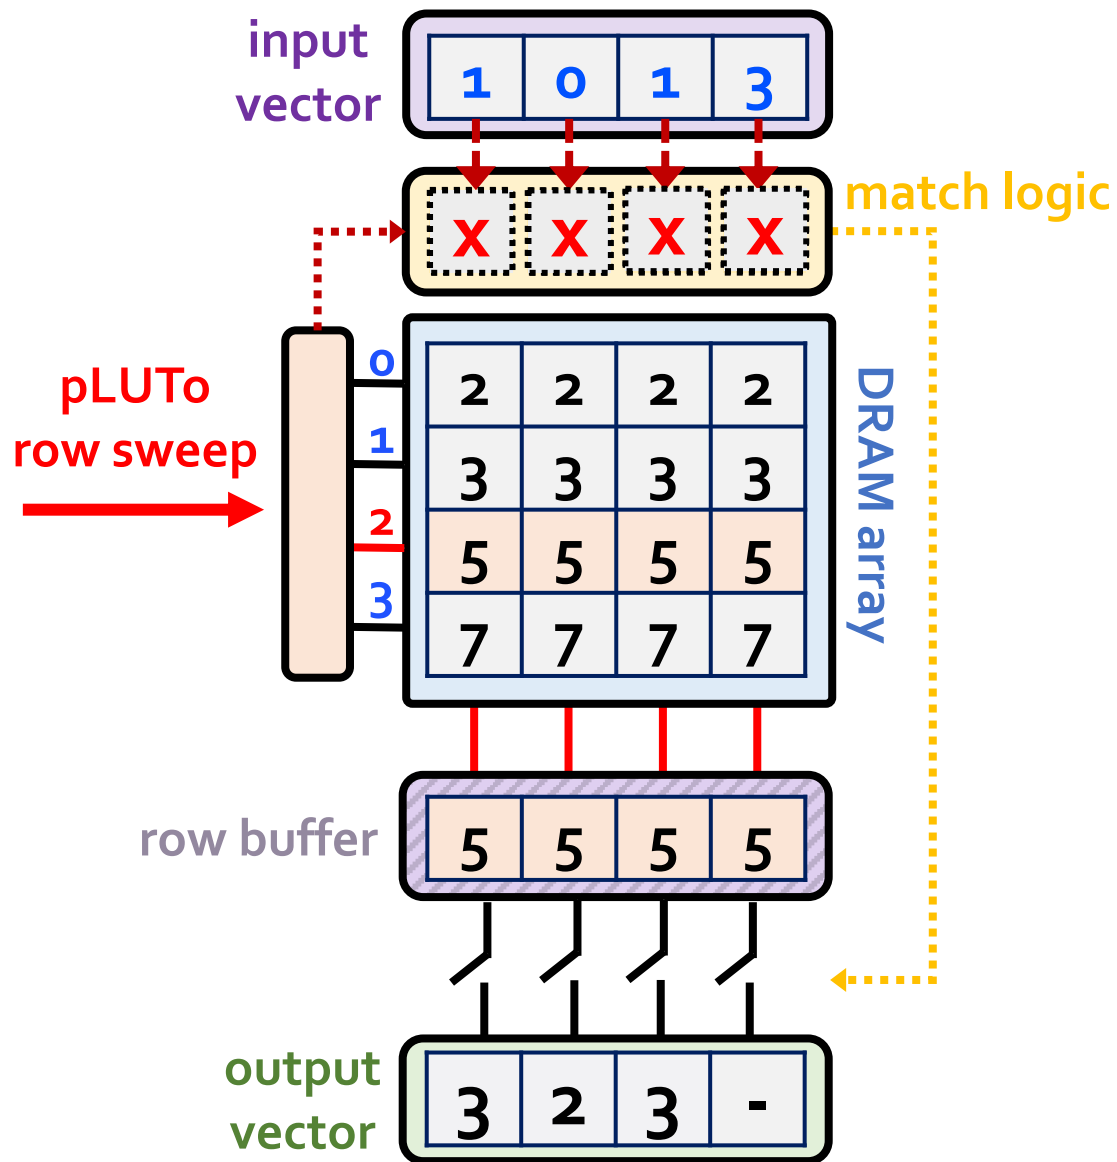 input
vector
1 0 1 3
x x x x
match logic
pLUTo
row sweep
0
1
2
3
2 2 2 2
3 3 3 3
5 5 5 5
7 7 7 7
DRAM array
row buffer
5 5 5 5
output
vector
3 2 3 -